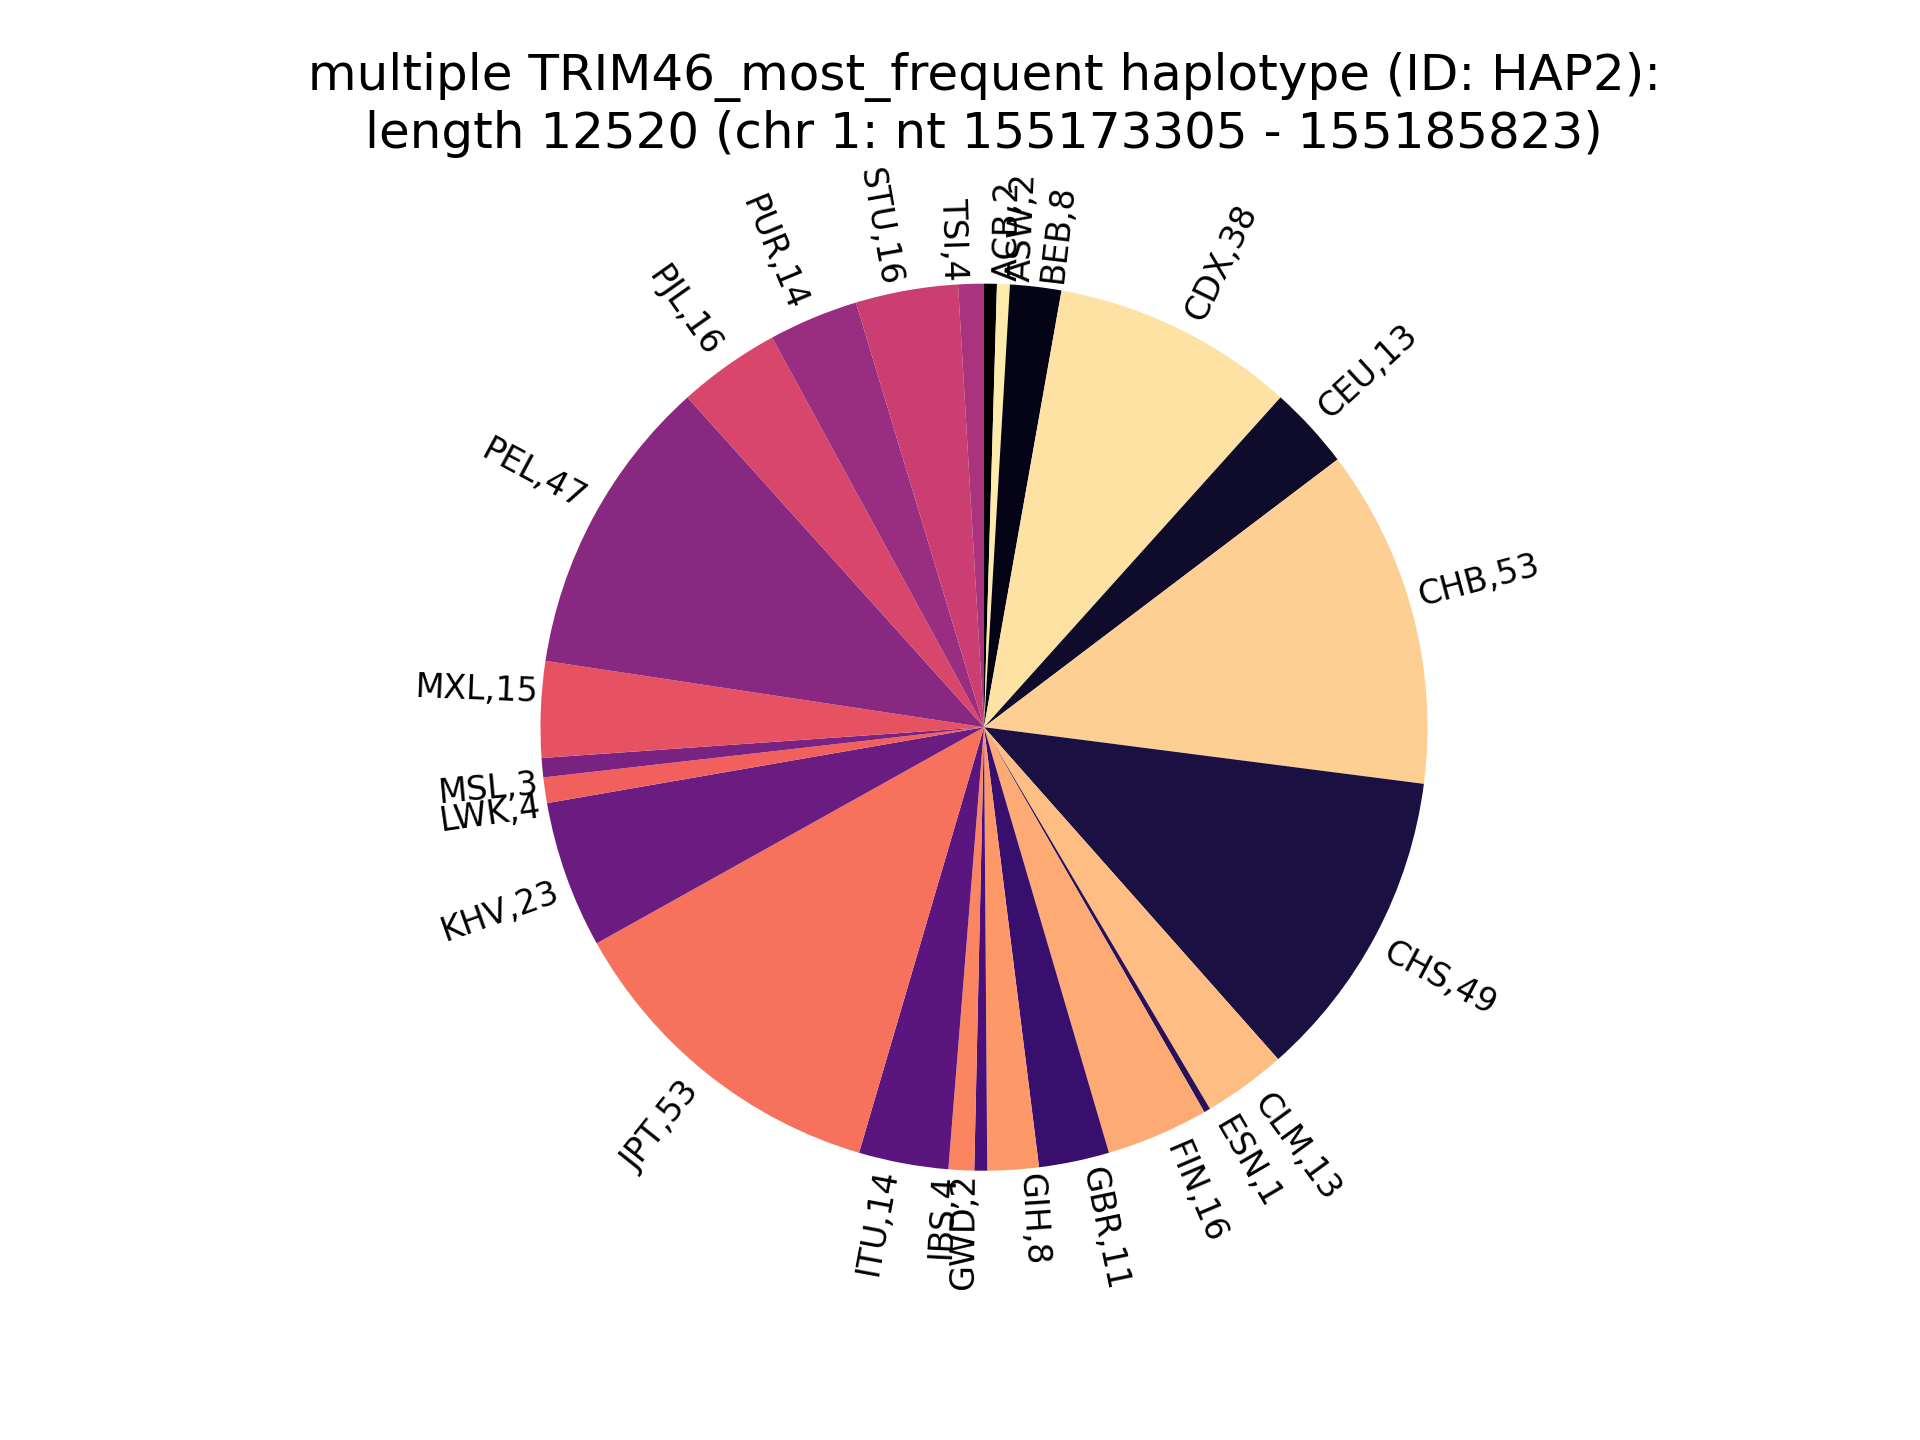 multiple TRIM46_most_frequent haplotype (ID: HAP2):
length 12520 (chr 1: nt 155173305 - 155185823)
ACB,2
ASW,2
BEB,8
CDX,38
CEU,13
CHB,53
CHS,49
CLM,13
ESN,1
FIN,16
GBR,11
GIH,8
GWD,2
IBS,4
ITU,14
JPT,53
KHV,23
LWK,4
MSL,3
MXL,15
PEL,47
PJL,16
PUR,14
STU,16
TSI,4